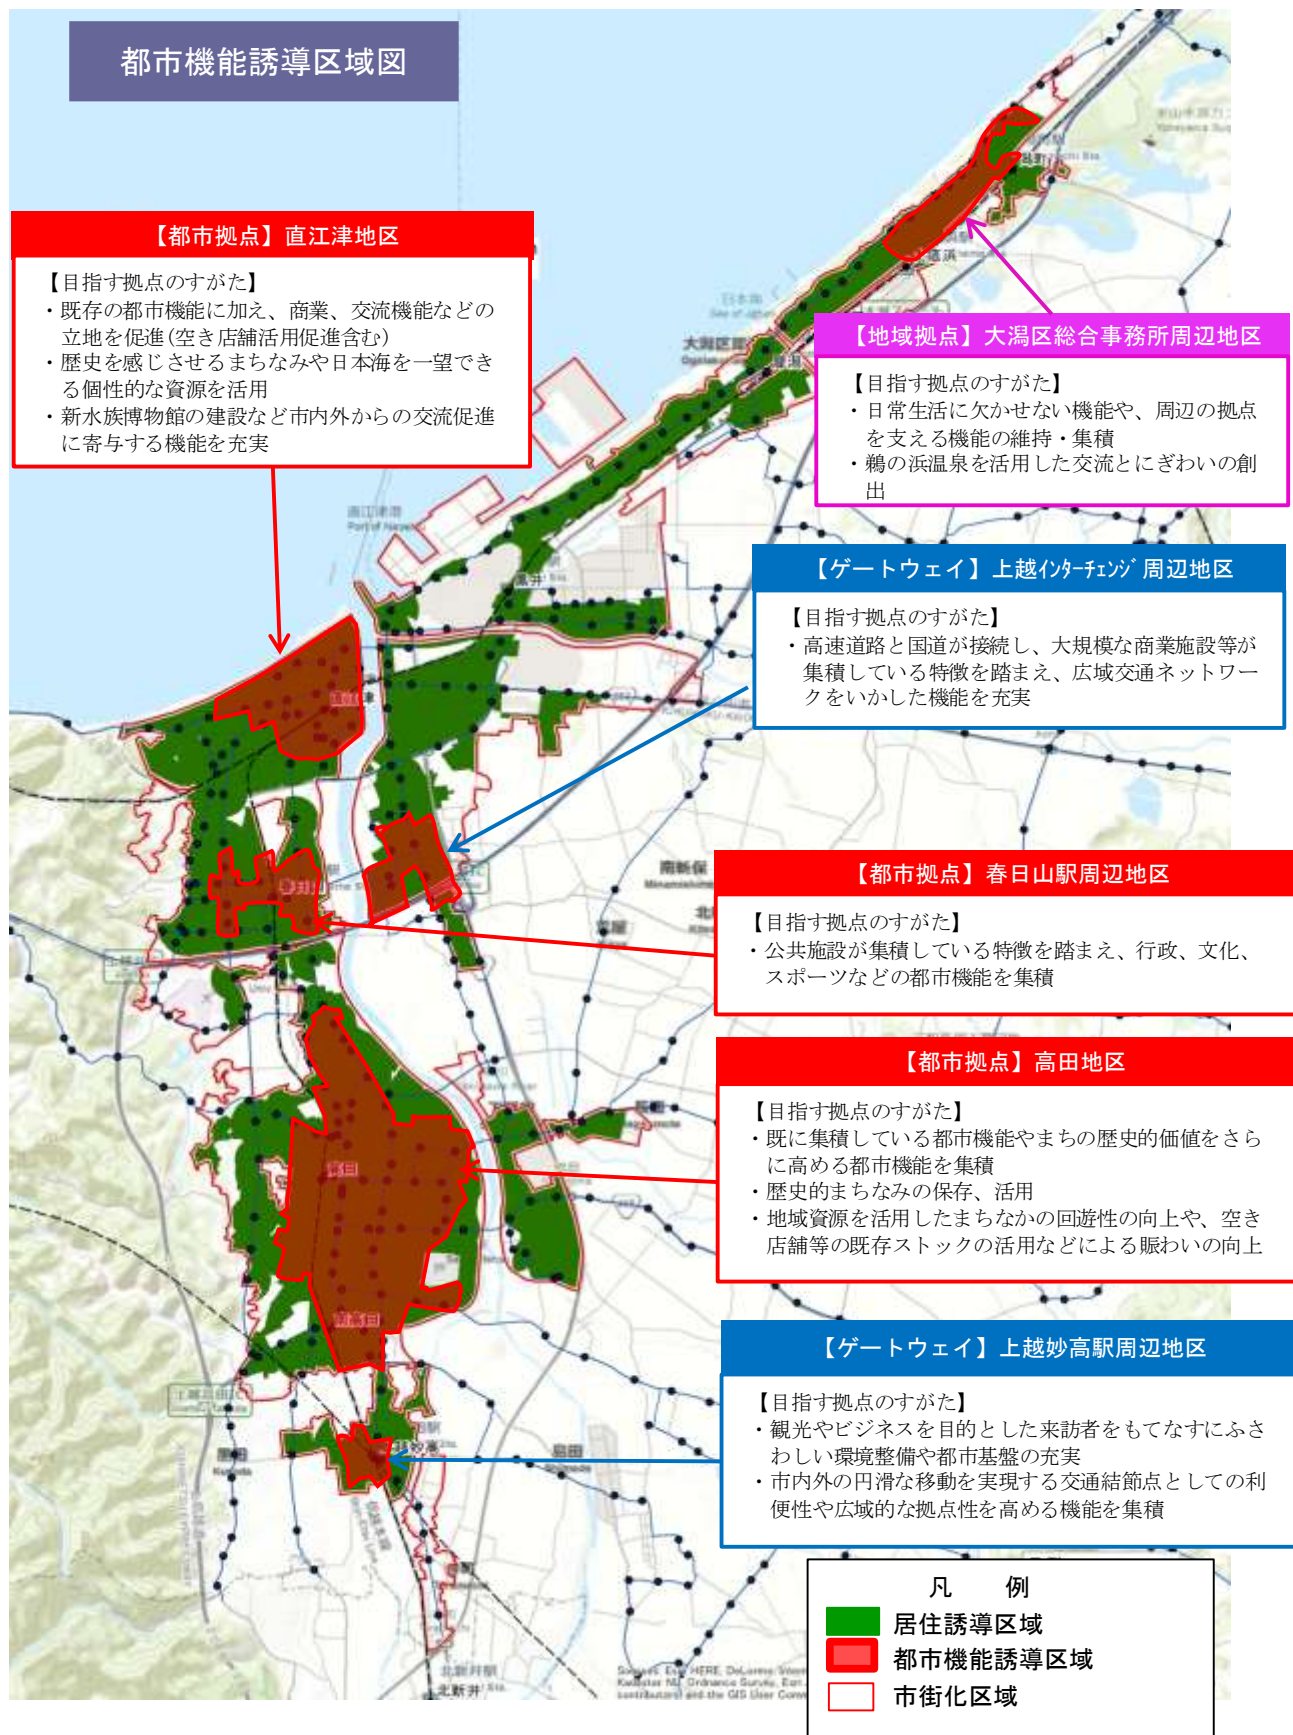 都市機能誘導区域図
【都市拠点】直江津地区
【目指す拠点のすがた】
・既存の都市機能に加え、商業、交流機能などの
立地を促進(空き店舗活用促進含む)
・歴史を感じさせるまちなみや日本海を一望でき
る個性的な資源を活用
・新水族博物館の建設など市内外からの交流促進
に寄与する機能を充実
【地域拠点】大潟区総合事務所周辺地区
【目指す拠点のすがた】
・日常生活に欠かせない機能や、周辺の拠点
を支える機能の維持・集積
・鵜の浜温泉を活用した交流とにぎわいの創
出
【ゲートウェイ】上越インターチェンジ周辺地区
【目指す拠点のすがた】
・高速道路と国道が接続し、大規模な商業施設等が
集積している特徴を踏まえ、広域交通ネットワー
クをいかした機能を充実
【都市拠点】春日山駅周辺地区
【目指す拠点のすがた】
・公共施設が集積している特徴を踏まえ、行政、文化、
スポーツなどの都市機能を集積
【都市拠点】高田地区
【目指す拠点のすがた】
・既に集積している都市機能やまちの歴史的価値をさら
に高める都市機能を集積
・歴史的まちなみの保存、活用
・地域資源を活用したまちなかの回遊性の向上や、空き
店舗等の既存ストックの活用などによる賑わいの向上
【ゲートウェイ】上越妙高駅周辺地区
【目指す拠点のすがた】
・観光やビジネスを目的とした来訪者をもてなすにふさ
わしい環境整備や都市基盤の充実
・市内外の円滑な移動を実現する交通結節点としての利
便性や広域的な拠点性を高める機能を集積
直江津港
Port of
黒井
直江津
南新保
高田
南高田
島田
北新井駅
北新井
凡 例
居住誘導区域
都市機能誘導区域
市街化区域